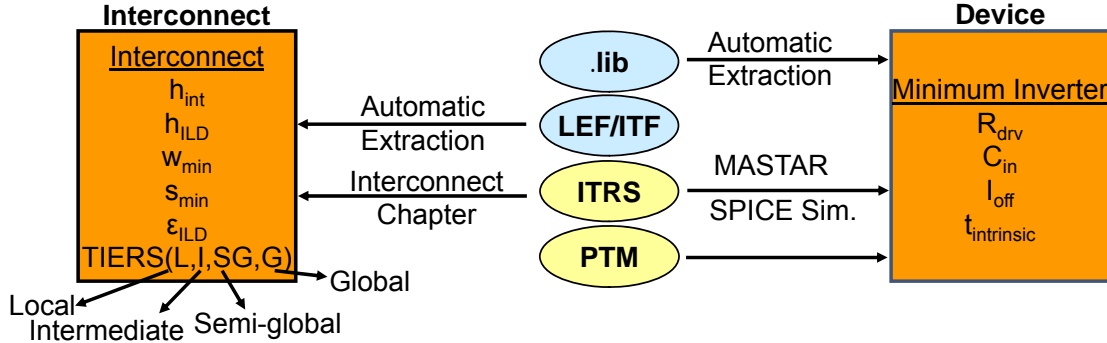 Interconnect
Interconnect
h_int
h_ILD
w_min
s_min
ε_ILD
TIERS(L,I,SG,G)
Local
Intermediate
Semi-global
Global
Automatic
Extraction
Interconnect
Chapter
.lib
LEF/ITF
ITRS
PTM
Automatic
Extraction
MASTAR
SPICE Sim.
Device
Minimum Inverter
R_drv
C_in
I_off
t_intrinsic